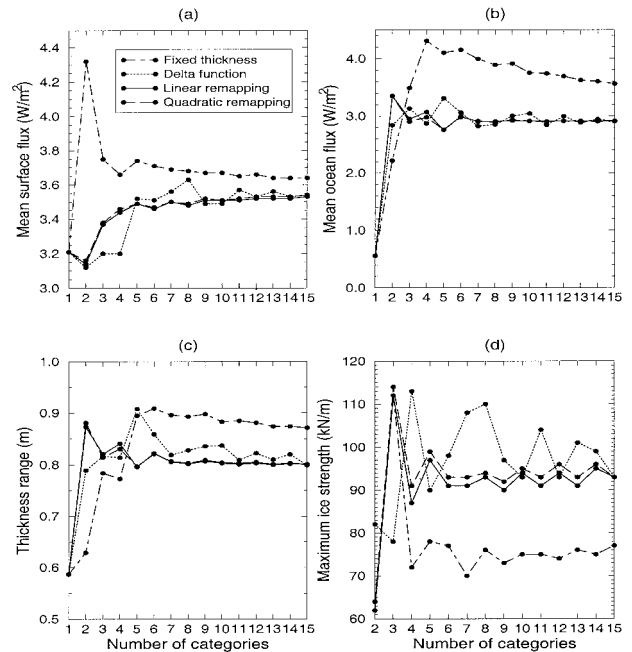 (a)
4.4
4.2
4.0
3.8
3.6
3.4
3.2
3.0
Mean surface flux (W/m²)
Fixed thickness
Delta function
Linear remapping
Quadratic remapping
1 2 3 4 5 6 7 8 9 10 11 12 13 14 15
(b)
4.0
3.0
2.0
1.0
0.0
Mean ocean flux (W/m²)
1 2 3 4 5 6 7 8 9 10 11 12 13 14 15
(c)
1.0
0.9
0.8
0.7
0.6
0.5
Thickness range (m)
1 2 3 4 5 6 7 8 9 10 11 12 13 14 15
Number of categories
(d)
120
110
100
90
80
70
60
Maximum ice strength (kN/m)
2 3 4 5 6 7 8 9 10 11 12 13 14 15
Number of categories